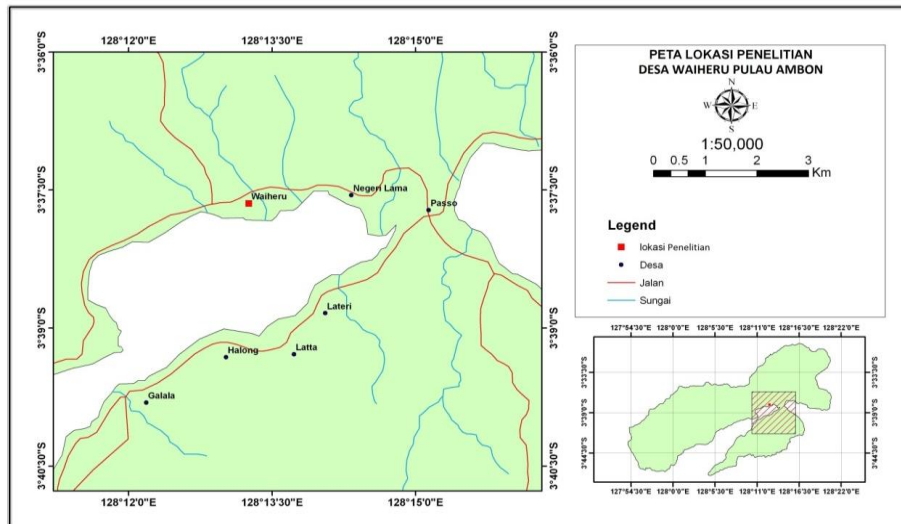 128°12'0"E 128°13'30"E 128°15'0"E
3°36'0"S 3°36'0"S
3°37'30"S 3°37'30"S
3°39'0"S 3°39'0"S
3°40'30"S 3°40'30"S
Waiheru
Negeri Lama
Passo
Lateri
Latta
Halong
Galala
128°12'0"E 128°13'30"E 128°15'0"E
PETA LOKASI PENELITIAN
DESA WAIHERU PULAU AMBON
N
W E
S
1:50,000
0 0.5 1 2 3
Km
Legend
lokasi Penelitian
Desa
Jalan
Sungai
127°54'30"E 128°0'0"E 128°5'30"E 128°11'0"E 128°16'30"E 128°22'0"E
3°33'30"S 3°33'30"S
3°39'0"S 3°39'0"S
3°44'30"S 3°44'30"S
127°54'30"E 128°0'0"E 128°5'30"E 128°11'0"E 128°16'30"E 128°22'0"E